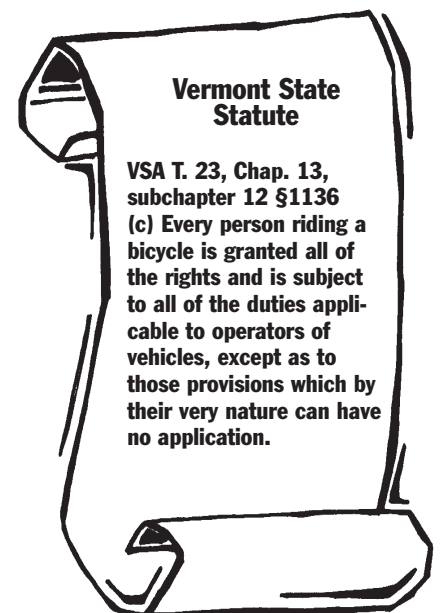 Vermont State
Statute
VSA T. 23, Chap. 13,
subchapter 12 §1136
(c) Every person riding a
bicycle is granted all of
the rights and is subject
to all of the duties appli-
cable to operators of
vehicles, except as to
those provisions which by
their very nature can have
no application.